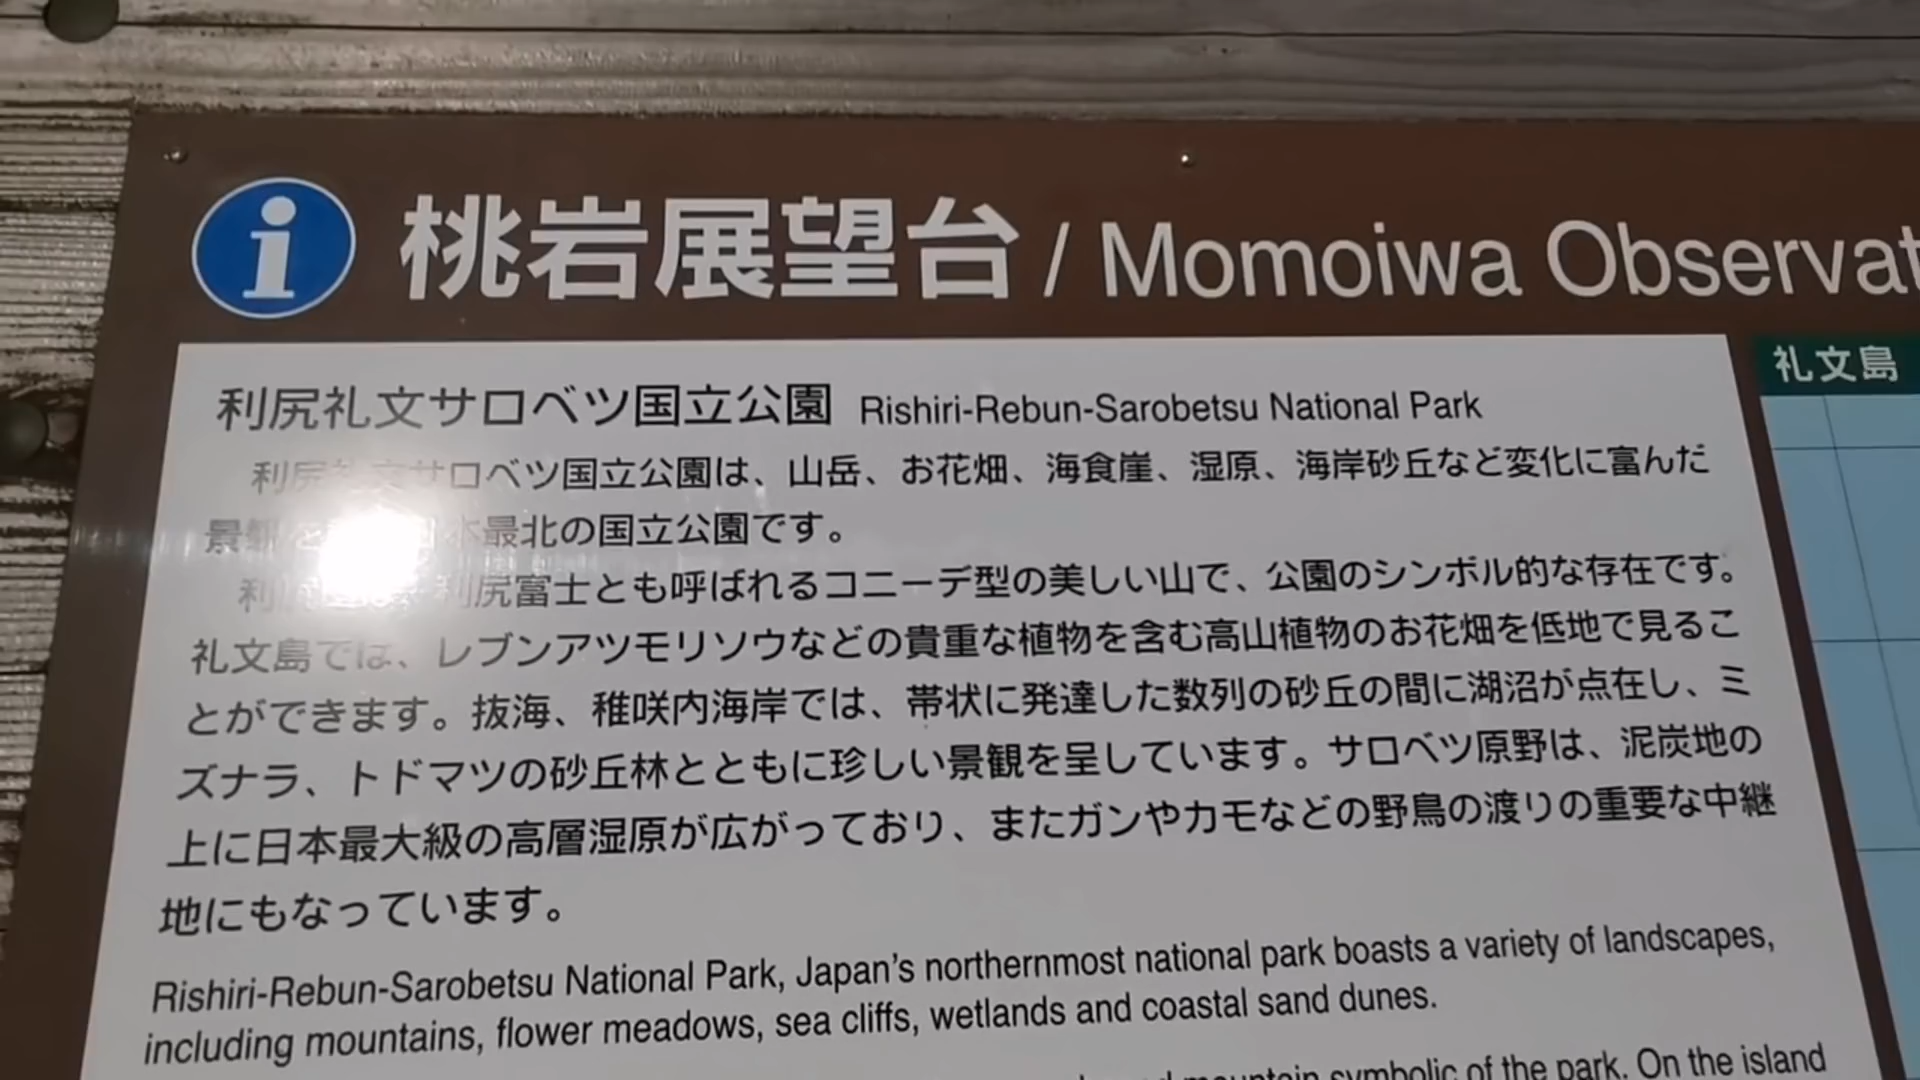 i 桃岩展望台 / Momoiwa Observat
礼文島
利尻礼文サロベツ国立公園 Rishiri-Rebun-Sarobetsu National Park
利尻礼文サロベツ国立公園は、山岳、お花畑、海食崖、湿原、海岸砂丘など変化に富んだ
景観を 日本最北の国立公園です。
利 利尻富士とも呼ばれるコニーデ型の美しい山で、公園のシンボル的な存在です。
礼文島では、レブンアツモリソウなどの貴重な植物を含む高山植物のお花畑を低地で見るこ
とができます。抜海、稚咲内海岸では、帯状に発達した数列の砂丘の間に湖沼が点在し、ミ
ズナラ、トドマツの砂丘林とともに珍しい景観を呈しています。サロベツ原野は、泥炭地の
上に日本最大級の高層湿原が広がっており、またガンやカモなどの野鳥の渡りの重要な中継
地にもなっています。
Rishiri-Rebun-Sarobetsu National Park, Japan's northernmost national park boasts a variety of landscapes,
including mountains, flower meadows, sea cliffs, wetlands and coastal sand dunes.
mountain symbolic of the park. On the island